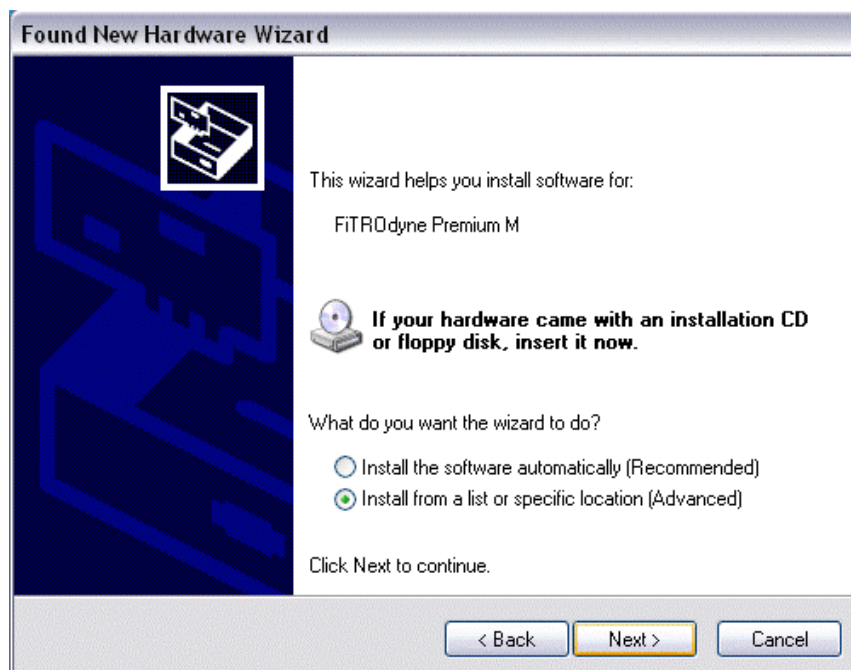 Found New Hardware Wizard
This wizard helps you install software for:
FiTROdyne Premium M
If your hardware came with an installation CD
or floppy disk, insert it now.
What do you want the wizard to do?
Install the software automatically (Recommended)
Install from a list or specific location (Advanced)
Click Next to continue.
< Back Next > Cancel